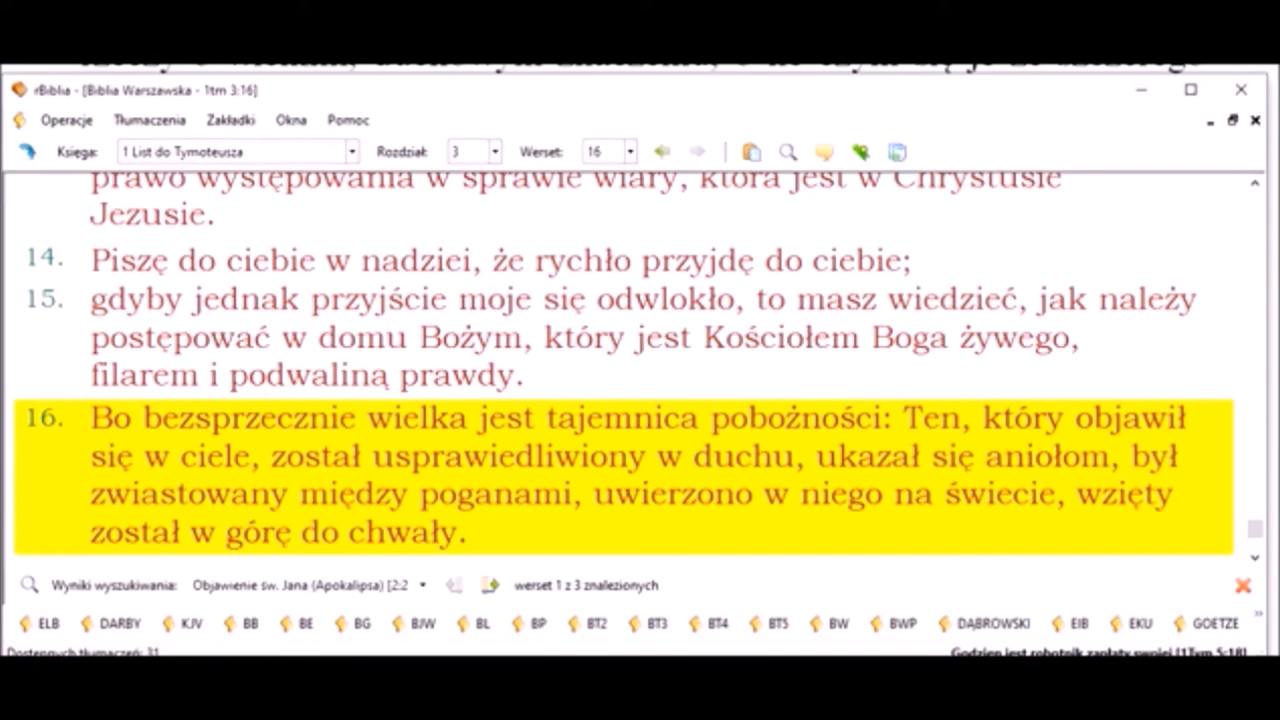 rBiblia - [Biblia Warszawska - 1tm 3:16]
Operacje Tłumaczenia Zakładki Okna Pomoc
Księga: 1 List do Tymoteusza Rozdział: 3 Werset: 16
prawo występowania w sprawie wiary, która jest w Chrystusie
Jezusie.
14. Piszę do ciebie w nadziei, że rychło przyjdę do ciebie;
15. gdyby jednak przyjście moje się odwlokło, to masz wiedzieć, jak należy
postępować w domu Bożym, który jest Kościołem Boga żywego,
filarem i podwaliną prawdy.
16. Bo bezsprzecznie wielka jest tajemnica pobożności: Ten, który objawił
się w ciele, został usprawiedliwiony w duchu, ukazał się aniołom, był
zwiastowany między poganami, uwierzono w niego na świecie, wzięty
został w górę do chwały.
Wyniki wyszukiwania: Objawienie św. Jana (Apokalipsa) [2:2 werset 1 z 3 znalezionych
ELB DARBY KJV BB BE BG BJW BL BP BT2 BT3 BT4 BT5 BW BWP DĄBROWSKI EIB EKU GOETZE
Dostępnych tłumaczeń: 31 Godzien jest robotnik zapłaty swojej (1Tym 5:18)